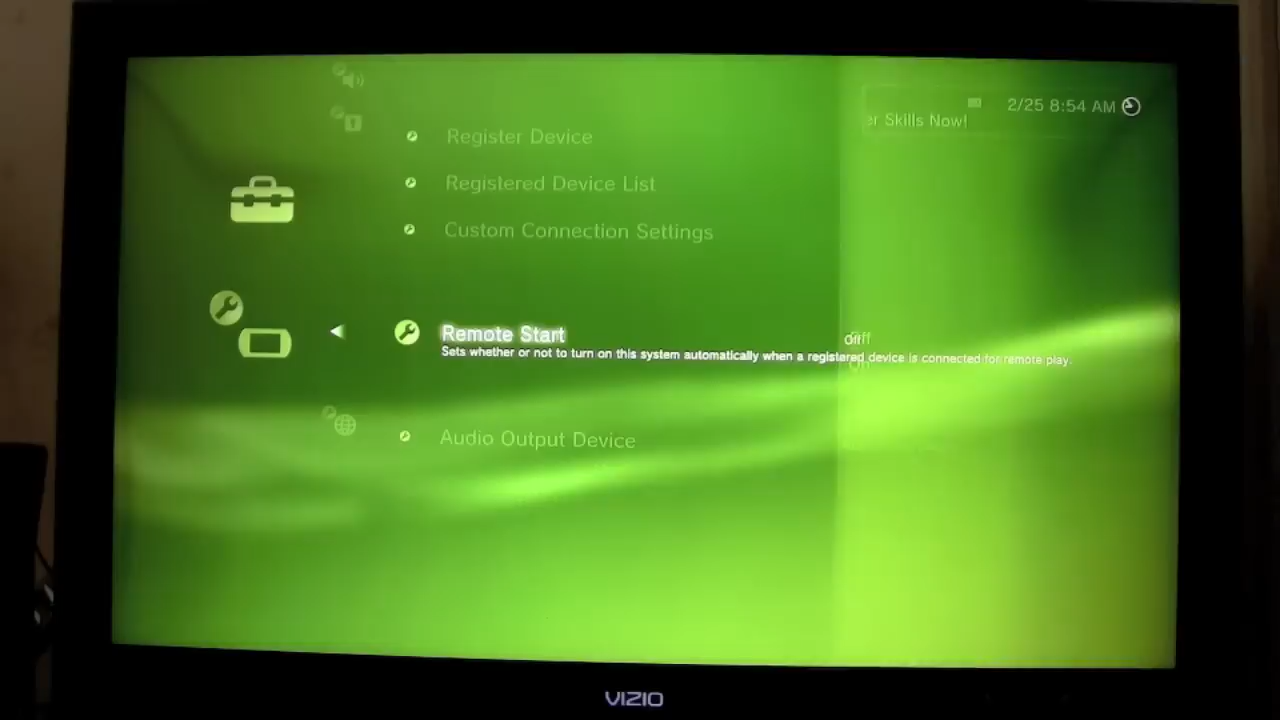 2/25 8:54 AM
er Skills Now!
Register Device
Registered Device List
Custom Connection Settings
Remote Start
Sets whether or not to turn on this system automatically when a registered device is connected for remote play.
Off
On
Audio Output Device
VIZIO